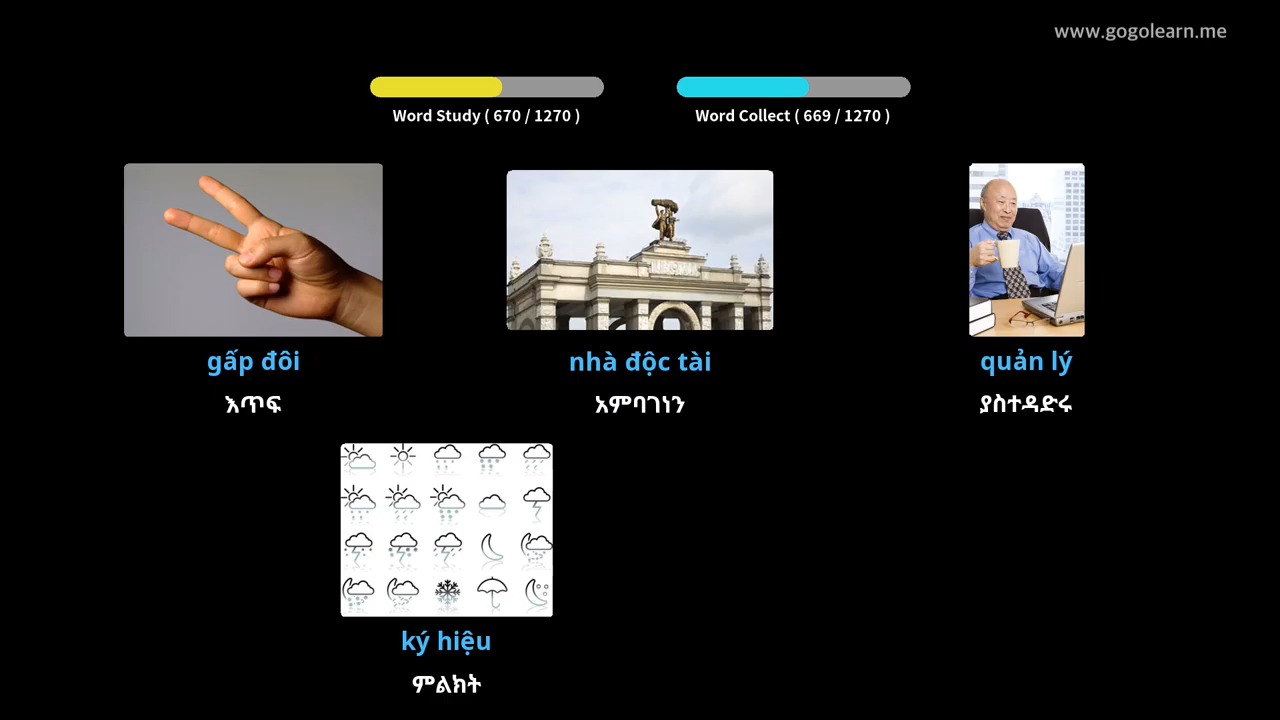 www.gogolearn.me
Word Study ( 670 / 1270 )
Word Collect ( 669 / 1270 )
gấp đôi
እጥፍ
nhà độc tài
አምባገነን
quản lý
ያስተዳድሩ
ký hiệu
ምልክት